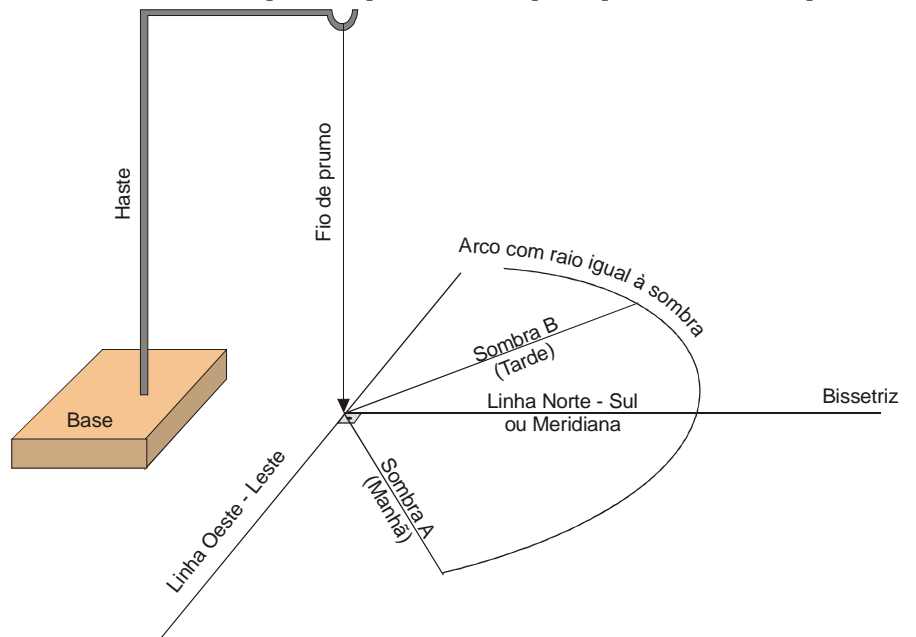 Haste
Fio de prumo
Arco com raio igual à sombra
Sombra B
(Tarde)
Base
Linha Norte - Sul
ou Meridiana
Bissetriz
Sombra A
(Manhã)
Linha Oeste - Leste